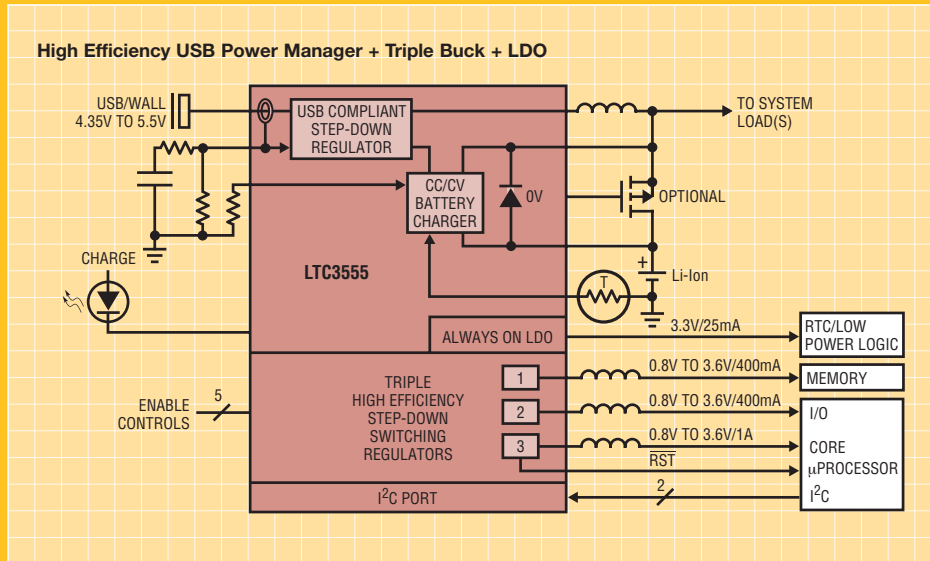 High Efficiency USB Power Manager + Triple Buck + LDO
USB/WALL
4.35V TO 5.5V
USB COMPLIANT
STEP-DOWN
REGULATOR
TO SYSTEM
LOAD(S)
CC/CV
BATTERY
CHARGER
0V
OPTIONAL
CHARGE
LTC3555
T
+
Li-Ion
ALWAYS ON LDO
3.3V/25mA
RTC/LOW
POWER LOGIC
ENABLE
CONTROLS
5
TRIPLE
HIGH EFFICIENCY
STEP-DOWN
SWITCHING
REGULATORS
1
0.8V TO 3.6V/400mA
MEMORY
2
0.8V TO 3.6V/400mA
I/O
3
0.8V TO 3.6V/1A
CORE
R̅S̅T̅
µPROCESSOR
I²C PORT
2
I²C